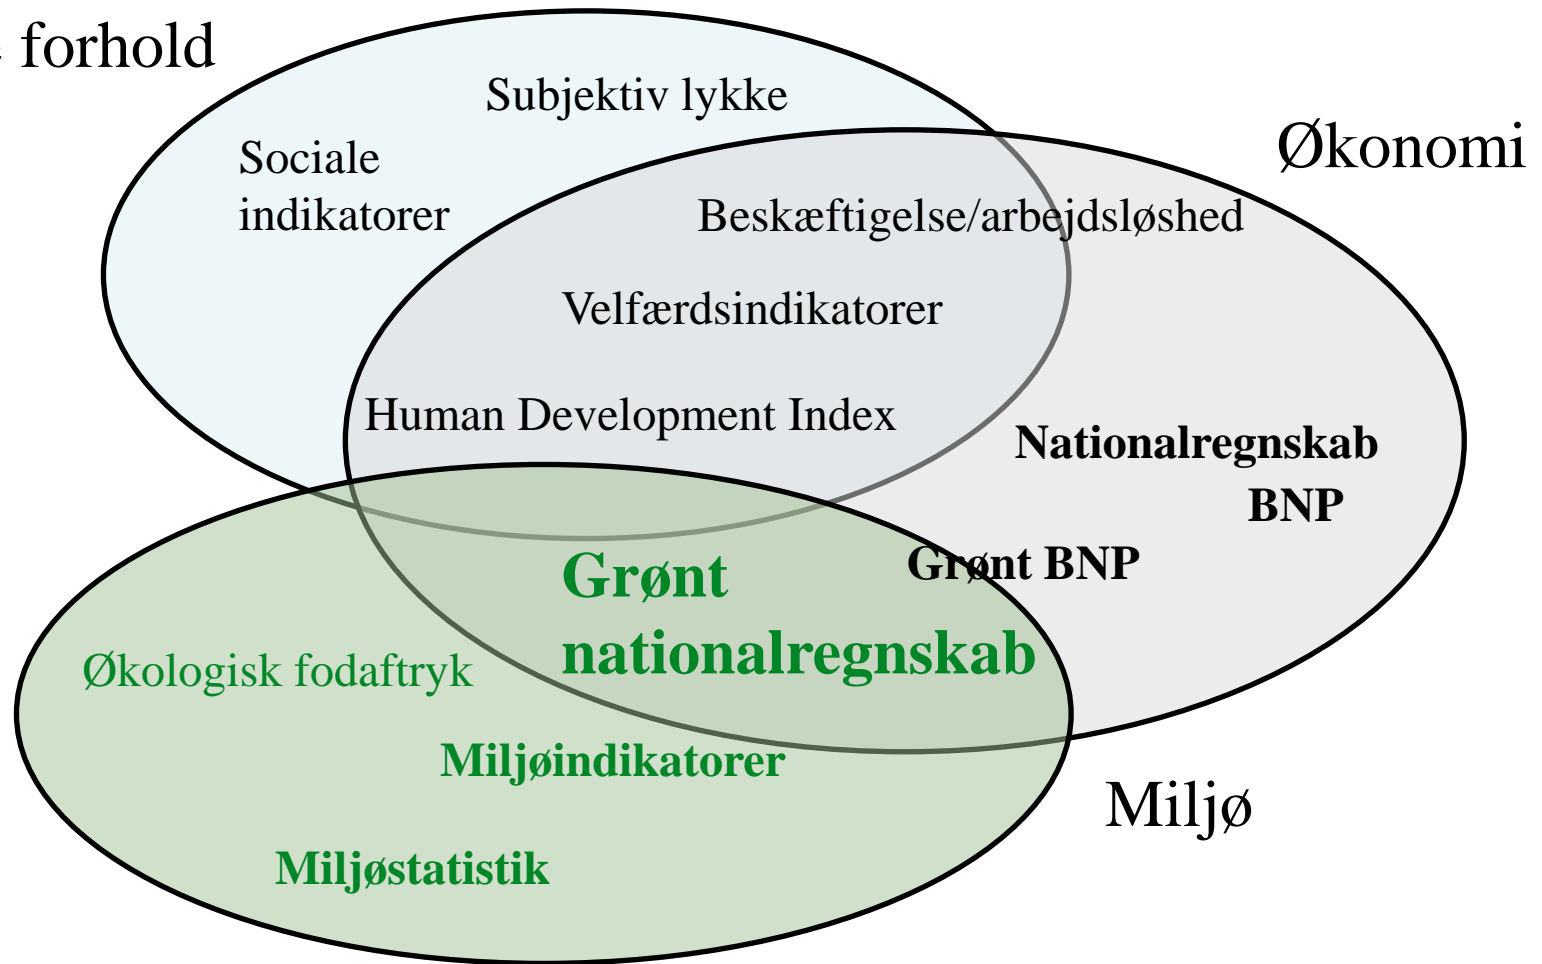 forhold
Subjektiv lykke
Økonomi
Sociale
indikatorer
Beskæftigelse/arbejdsløshed
Velfærdsindikatorer
Human Development Index
Nationalregnskab
BNP
Grønt BNP
Grønt
nationalregnskab
Økologisk fodaftryk
Miljøindikatorer
Miljø
Miljøstatistik